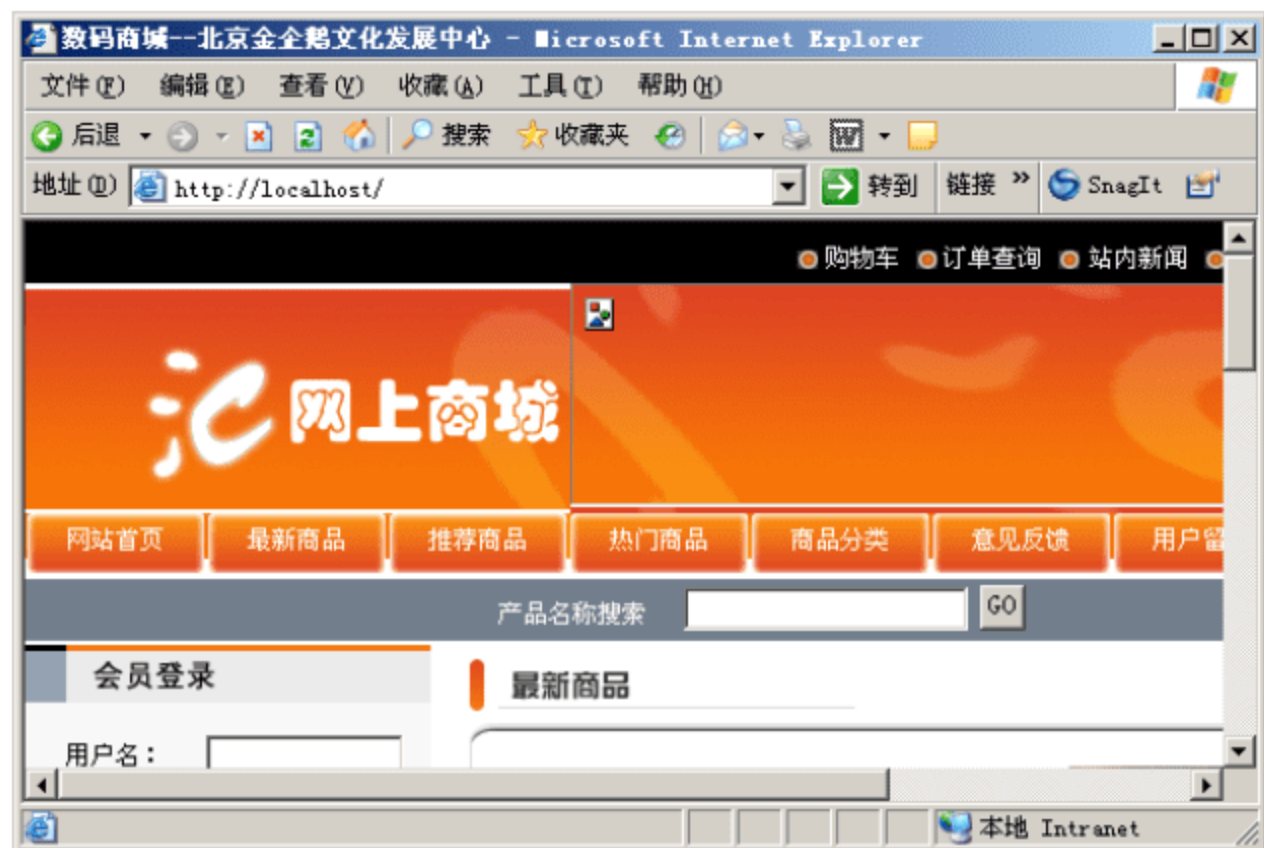 数码商城--北京金企鹅文化发展中心 - Microsoft Internet Explorer
文件(F) 编辑(E) 查看(V) 收藏(A) 工具(T) 帮助(H)
后退 搜索 收藏夹
地址(D) http://localhost/ 转到 链接 » SnagIt
购物车 订单查询 站内新闻
汇网上商城
网站首页 最新商品 推荐商品 热门商品 商品分类 意见反馈 用户留
产品名称搜索 GO
会员登录
最新商品
用户名：
本地 Intranet